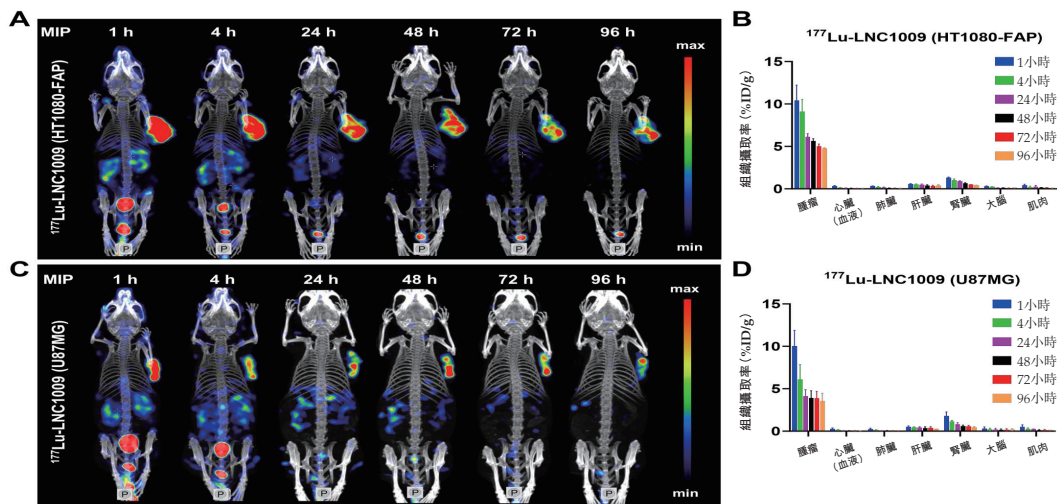 A
MIP
1 h
4 h
24 h
48 h
72 h
96 h
¹⁷⁷Lu-LNC1009 (HT1080-FAP)
max
min
P
P
P
P
P
P
B
¹⁷⁷Lu-LNC1009 (HT1080-FAP)
組織攝取率 (%ID/g)
15
10
5
0
1小時
4小時
24小時
48小時
72小時
96小時
腫瘤
心臟
(血液)
肺臟
肝臟
腎臟
大腦
肌肉
C
MIP
1 h
4 h
24 h
48 h
72 h
96 h
¹⁷⁷Lu-LNC1009 (U87MG)
max
min
P
P
P
P
P
P
D
¹⁷⁷Lu-LNC1009 (U87MG)
組織攝取率 (%ID/g)
15
10
5
0
1小時
4小時
24小時
48小時
72小時
96小時
腫瘤
心臟
(血液)
肺臟
肝臟
腎臟
大腦
肌肉